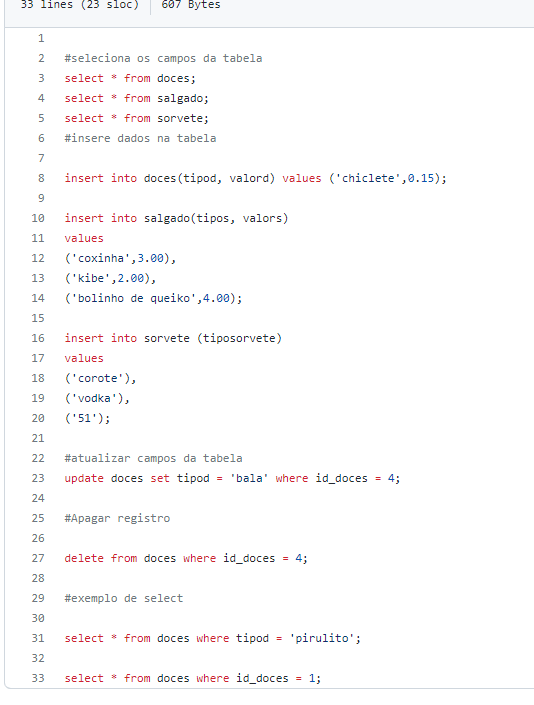 33 lines (23 sloc) 607 Bytes
1
2 #seleciona os campos da tabela
3 select * from doces;
4 select * from salgado;
5 select * from sorvete;
6 #insere dados na tabela
7
8 insert into doces(tipod, valord) values ('chiclete',0.15);
9
10 insert into salgado(tipos, valors)
11 values
12 ('coxinha',3.00),
13 ('kibe',2.00),
14 ('bolinho de queiko',4.00);
15
16 insert into sorvete (tiposorvete)
17 values
18 ('corote'),
19 ('vodka'),
20 ('51');
21
22 #atualizar campos da tabela
23 update doces set tipod = 'bala' where id_doces = 4;
24
25 #Apagar registro
26
27 delete from doces where id_doces = 4;
28
29 #exemplo de select
30
31 select * from doces where tipod = 'pirulito';
32
33 select * from doces where id_doces = 1;